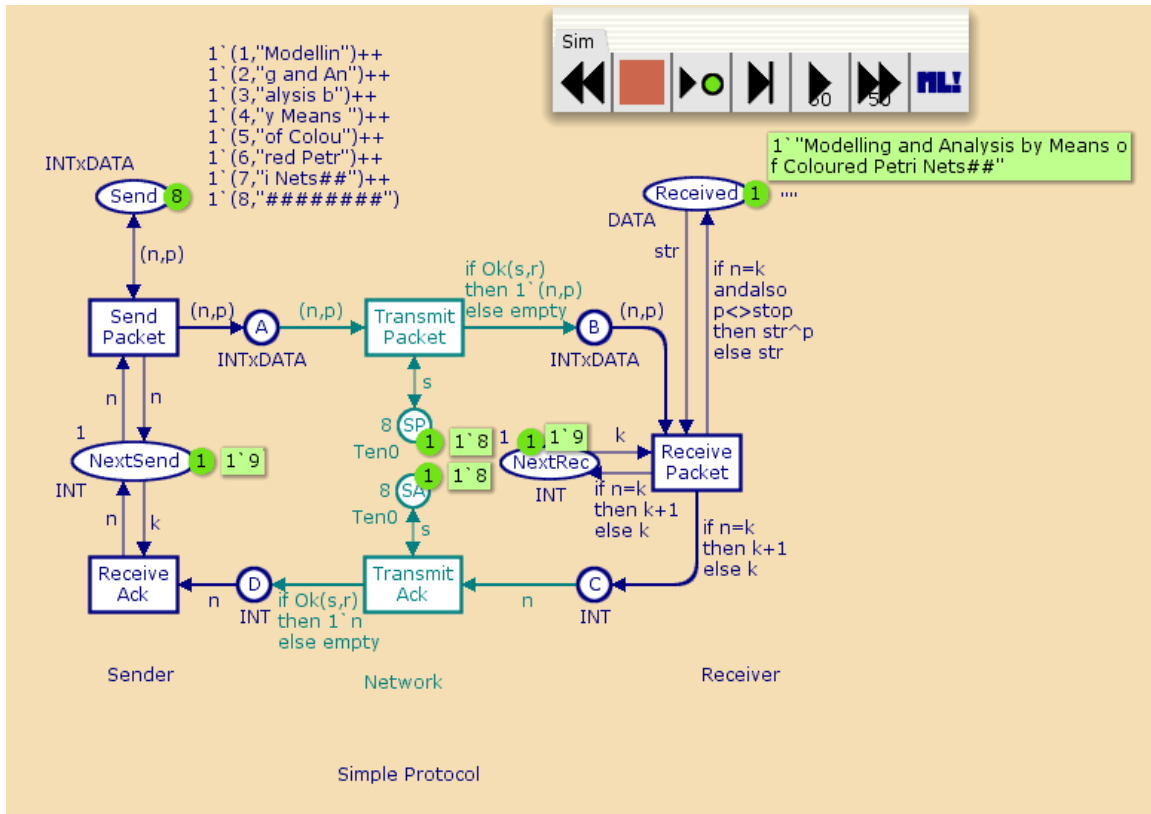 Sim
50
50
ML!
1`(1,"Modellin")++
1`(2,"g and An")++
1`(3,"alysis b")++
1`(4,"y Means ")++
1`(5,"of Colou")++
1`(6,"red Petr")++
1`(7,"i Nets##")++
1`(8,"########")
1`"Modelling and Analysis by Means o
f Coloured Petri Nets##"
INTxDATA
Send
8
Received
1
""
DATA
(n,p)
str
if n=k
andalso
p<>stop
then str^p
else str
if Ok(s,r)
then 1`(n,p)
else empty
Send
Packet
(n,p)
A
INTxDATA
(n,p)
Transmit
Packet
B
INTxDATA
(n,p)
n
n
s
1
NextSend
1
1`9
INT
8
SP
1
1`8
Ten0
8
SA
1
1`8
Ten0
1
1
1`9
NextRec
INT
k
Receive
Packet
if n=k
then k+1
else k
if n=k
then k+1
else k
n
k
s
Receive
Ack
n
D
INT
if Ok(s,r)
then 1`n
else empty
Transmit
Ack
n
C
INT
Sender
Network
Receiver
Simple Protocol